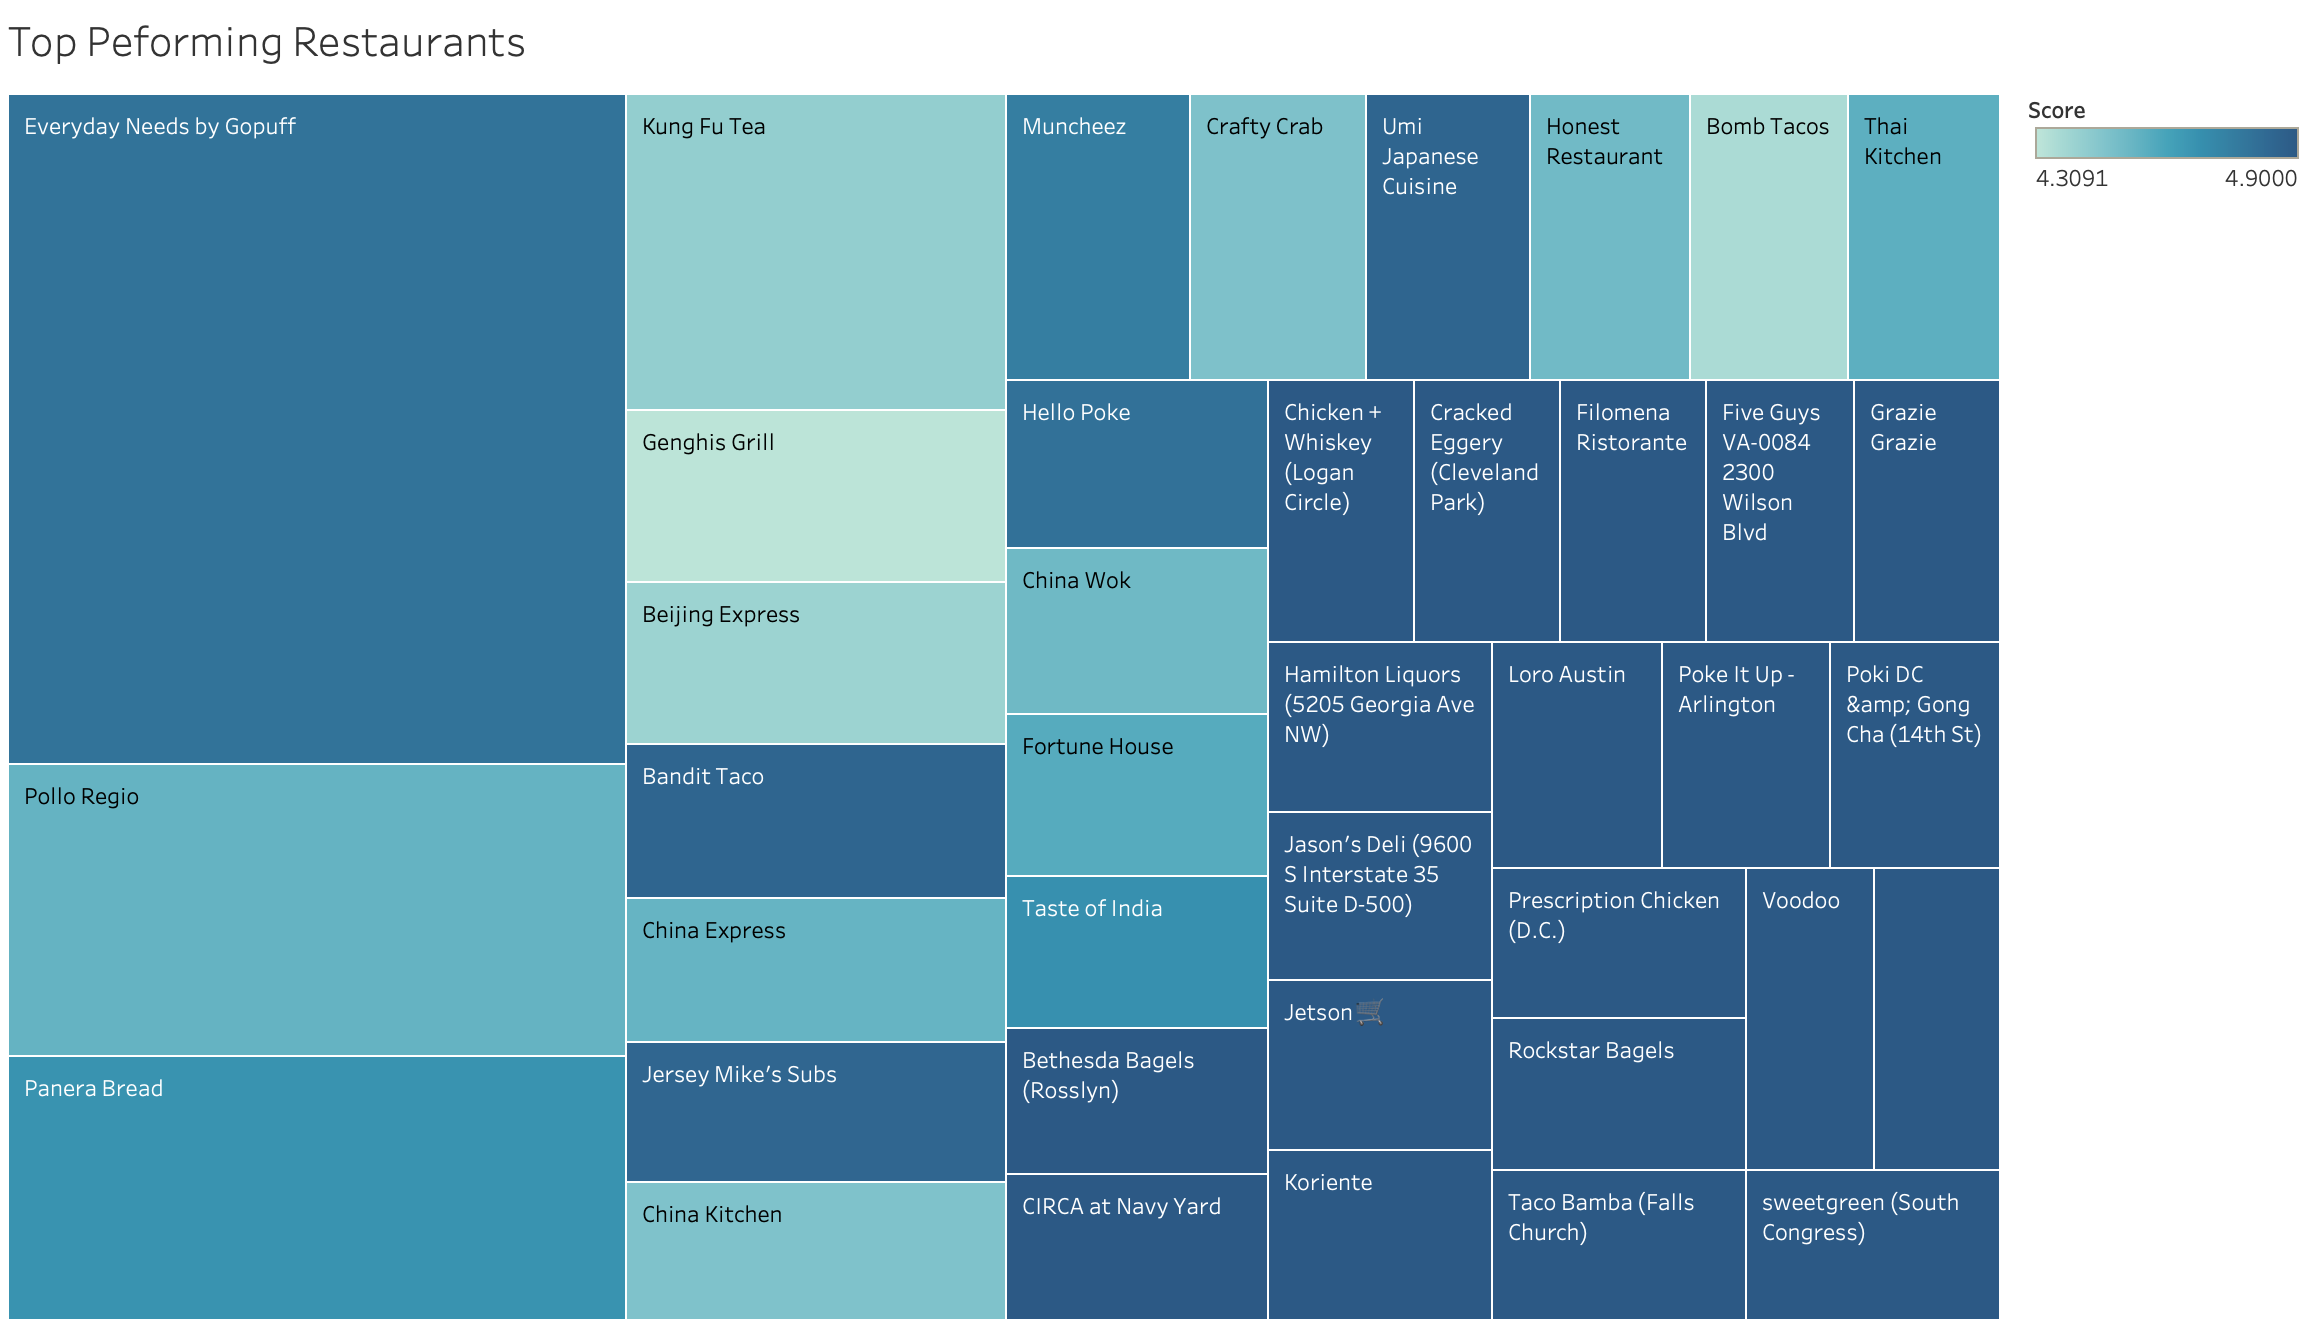 Top Peforming Restaurants
Everyday Needs by Gopuff
Pollo Regio
Panera Bread
Kung Fu Tea
Genghis Grill
Beijing Express
Bandit Taco
China Express
Jersey Mike's Subs
China Kitchen
Muncheez
Crafty Crab
Umi
Japanese
Cuisine
Honest
Restaurant
Bomb Tacos
Thai
Kitchen
Hello Poke
China Wok
Fortune House
Taste of India
Bethesda Bagels
(Rosslyn)
CIRCA at Navy Yard
Chicken +
Whiskey
(Logan
Circle)
Cracked
Eggery
(Cleveland
Park)
Filomena
Ristorante
Five Guys
VA-0084
2300
Wilson
Blvd
Grazie
Grazie
Hamilton Liquors
(5205 Georgia Ave
NW)
Jason's Deli (9600
S Interstate 35
Suite D-500)
Jetson🛒
Koriente
Loro Austin
Poke It Up -
Arlington
Poki DC
&amp; Gong
Cha (14th St)
Prescription Chicken
(D.C.)
Rockstar Bagels
Taco Bamba (Falls
Church)
Voodoo
sweetgreen (South
Congress)
Score
4.3091 4.9000